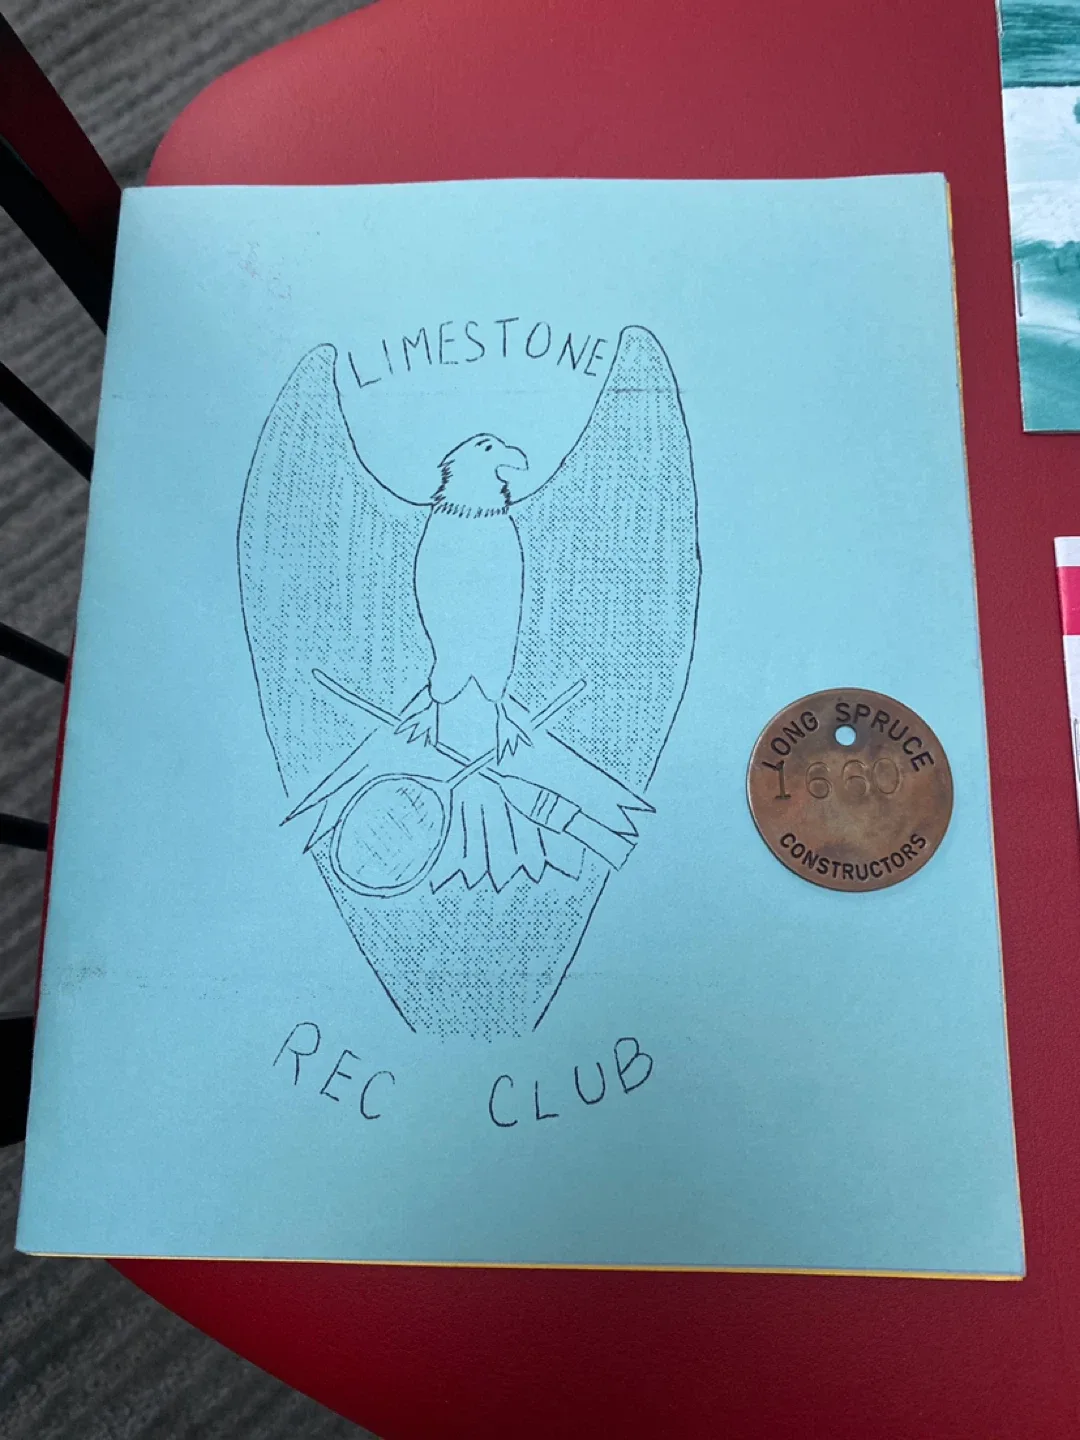 LIMESTONE
REC CLUB
LONG SPRUCE
1660
CONSTRUCTORS